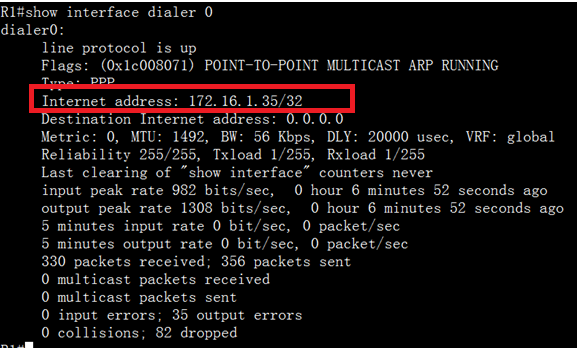 R1#show interface dialer 0
dialer0:
line protocol is up
Flags: (0x1c008071) POINT-TO-POINT MULTICAST ARP RUNNING
Type: PPP
Internet address: 172.16.1.35/32
Destination Internet address: 0.0.0.0
Metric: 0, MTU: 1492, BW: 56 Kbps, DLY: 20000 usec, VRF: global
Reliability 255/255, Txload 1/255, Rxload 1/255
Last clearing of "show interface" counters never
input peak rate 982 bits/sec,  0 hour 6 minutes 52 seconds ago
output peak rate 1308 bits/sec,  0 hour 6 minutes 52 seconds ago
5 minutes input rate 0 bit/sec, 0 packet/sec
5 minutes output rate 0 bit/sec, 0 packet/sec
330 packets received; 356 packets sent
0 multicast packets received
0 multicast packets sent
0 input errors; 35 output errors
0 collisions; 82 dropped
R1#